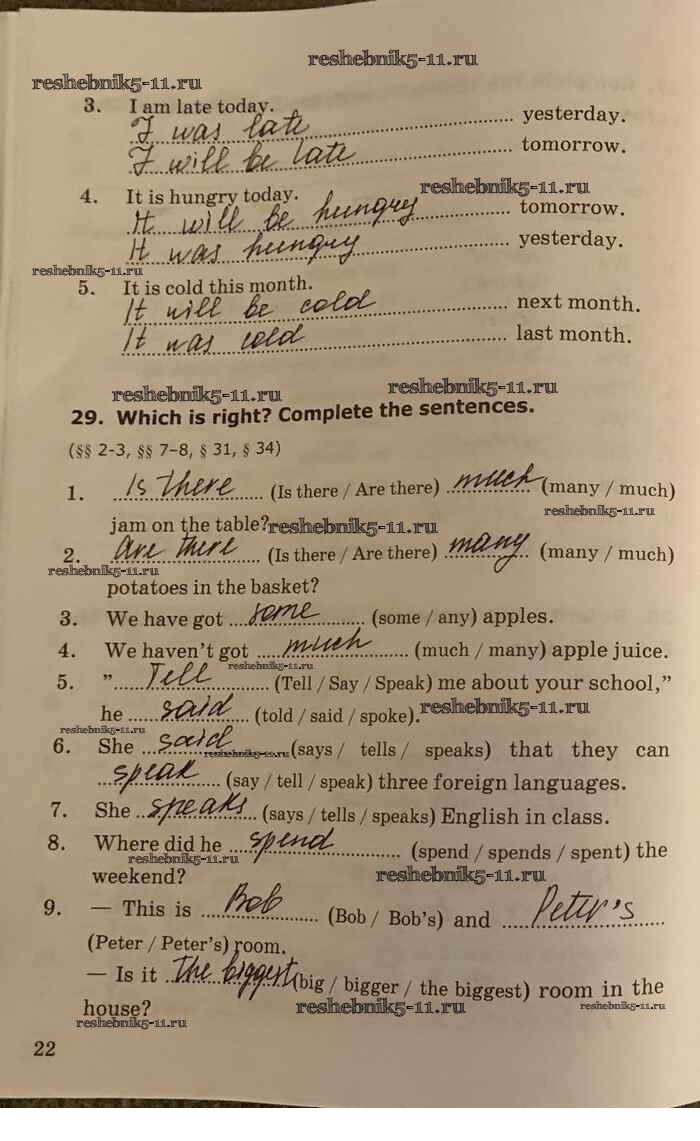 reshebnik5-11.ru
reshebnik5-11.ru
3. I am late today.
I was late yesterday.
I will be late tomorrow.
reshebnik5-11.ru
4. It is hungry today.
It will be hungry tomorrow.
It was hungry yesterday.
reshebnik5-11.ru
5. It is cold this month.
It will be cold next month.
It was cold last month.
reshebnik5-11.ru reshebnik5-11.ru
29. Which is right? Complete the sentences.
(§§ 2-3, §§ 7–8, § 31, § 34)
1. Is there (Is there / Are there) much (many / much)
reshebnik5-11.ru
jam on the table? reshebnik5-11.ru
2. are there (Is there / Are there) many (many / much)
reshebnik5-11.ru
potatoes in the basket?
3. We have got some (some / any) apples.
4. We haven't got much (much / many) apple juice.
reshebnik5-11.ru
5. "Tell (Tell / Say / Speak) me about your school,"
he said (told / said / spoke). reshebnik5-11.ru
reshebnik5-11.ru
6. She said (says / tells / speaks) that they can
reshebnik5-11.ru
speak (say / tell / speak) three foreign languages.
7. She speaks (says / tells / speaks) English in class.
8. Where did he spend (spend / spends / spent) the
reshebnik5-11.ru
weekend? reshebnik5-11.ru
9. — This is Bob (Bob / Bob's) and Peter's
(Peter / Peter's) room.
— Is it the biggest (big / bigger / the biggest) room in the
house? reshebnik5-11.ru reshebnik5-11.ru
reshebnik5-11.ru
22